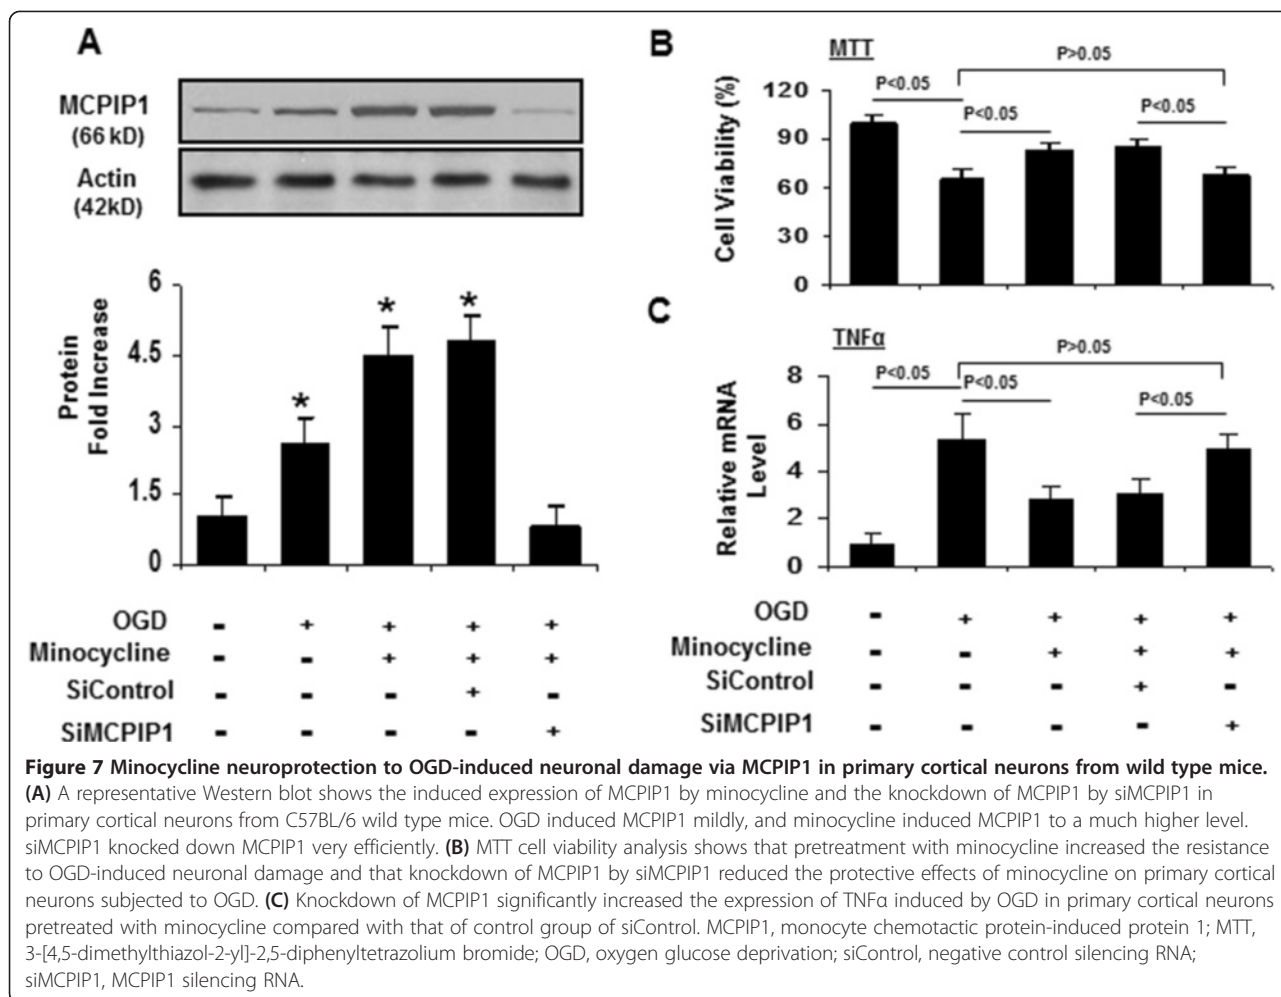 A
MCPIP1
(66 kD)
Actin
(42kD)
Protein
Fold Increase
6
4.5
3
1.5
0
*
*
*
OGD - + + + +
Minocycline - - + + +
SiControl - - - + -
SiMCPIP1 - - - - +
B
MTT
Cell Viability (%)
120
90
60
30
0
P<0.05
P<0.05
P>0.05
P<0.05
C
TNFα
Relative mRNA
Level
8
6
4
2
0
P<0.05
P<0.05
P>0.05
P<0.05
OGD - + + + +
Minocycline - - + + +
SiControl - - - + -
SiMCPIP1 - - - - +
Figure 7 Minocycline neuroprotection to OGD-induced neuronal damage via MCPIP1 in primary cortical neurons from wild type mice.
(A) A representative Western blot shows the induced expression of MCPIP1 by minocycline and the knockdown of MCPIP1 by siMCPIP1 in
primary cortical neurons from C57BL/6 wild type mice. OGD induced MCPIP1 mildly, and minocycline induced MCPIP1 to a much higher level.
siMCPIP1 knocked down MCPIP1 very efficiently. (B) MTT cell viability analysis shows that pretreatment with minocycline increased the resistance
to OGD-induced neuronal damage and that knockdown of MCPIP1 by siMCPIP1 reduced the protective effects of minocycline on primary cortical
neurons subjected to OGD. (C) Knockdown of MCPIP1 significantly increased the expression of TNFα induced by OGD in primary cortical neurons
pretreated with minocycline compared with that of control group of siControl. MCPIP1, monocyte chemotactic protein-induced protein 1; MTT,
3-[4,5-dimethylthiazol-2-yl]-2,5-diphenyltetrazolium bromide; OGD, oxygen glucose deprivation; siControl, negative control silencing RNA;
siMCPIP1, MCPIP1 silencing RNA.